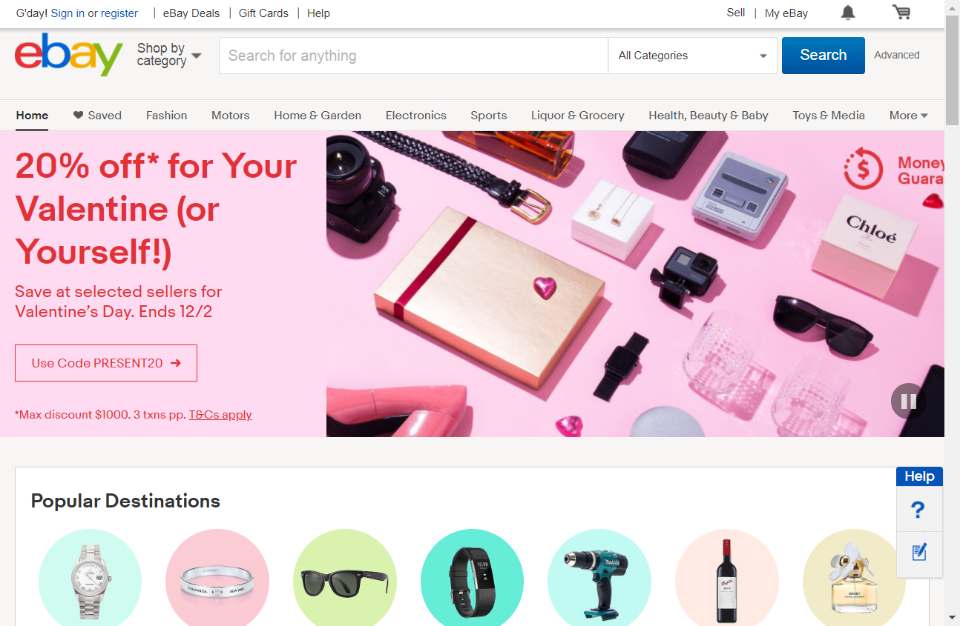 G'day! Sign in or register | eBay Deals | Gift Cards | Help Sell | My eBay
ebay Shop by category Search for anything All Categories Search Advanced
Home Saved Fashion Motors Home & Garden Electronics Sports Liquor & Grocery Health, Beauty & Baby Toys & Media More
20% off* for Your
Valentine (or
Yourself!)
Save at selected sellers for
Valentine's Day. Ends 12/2
Use Code PRESENT20 →
*Max discount $1000. 3 txns pp. T&Cs apply
Money
Guara
Chloé
Help
?
Popular Destinations